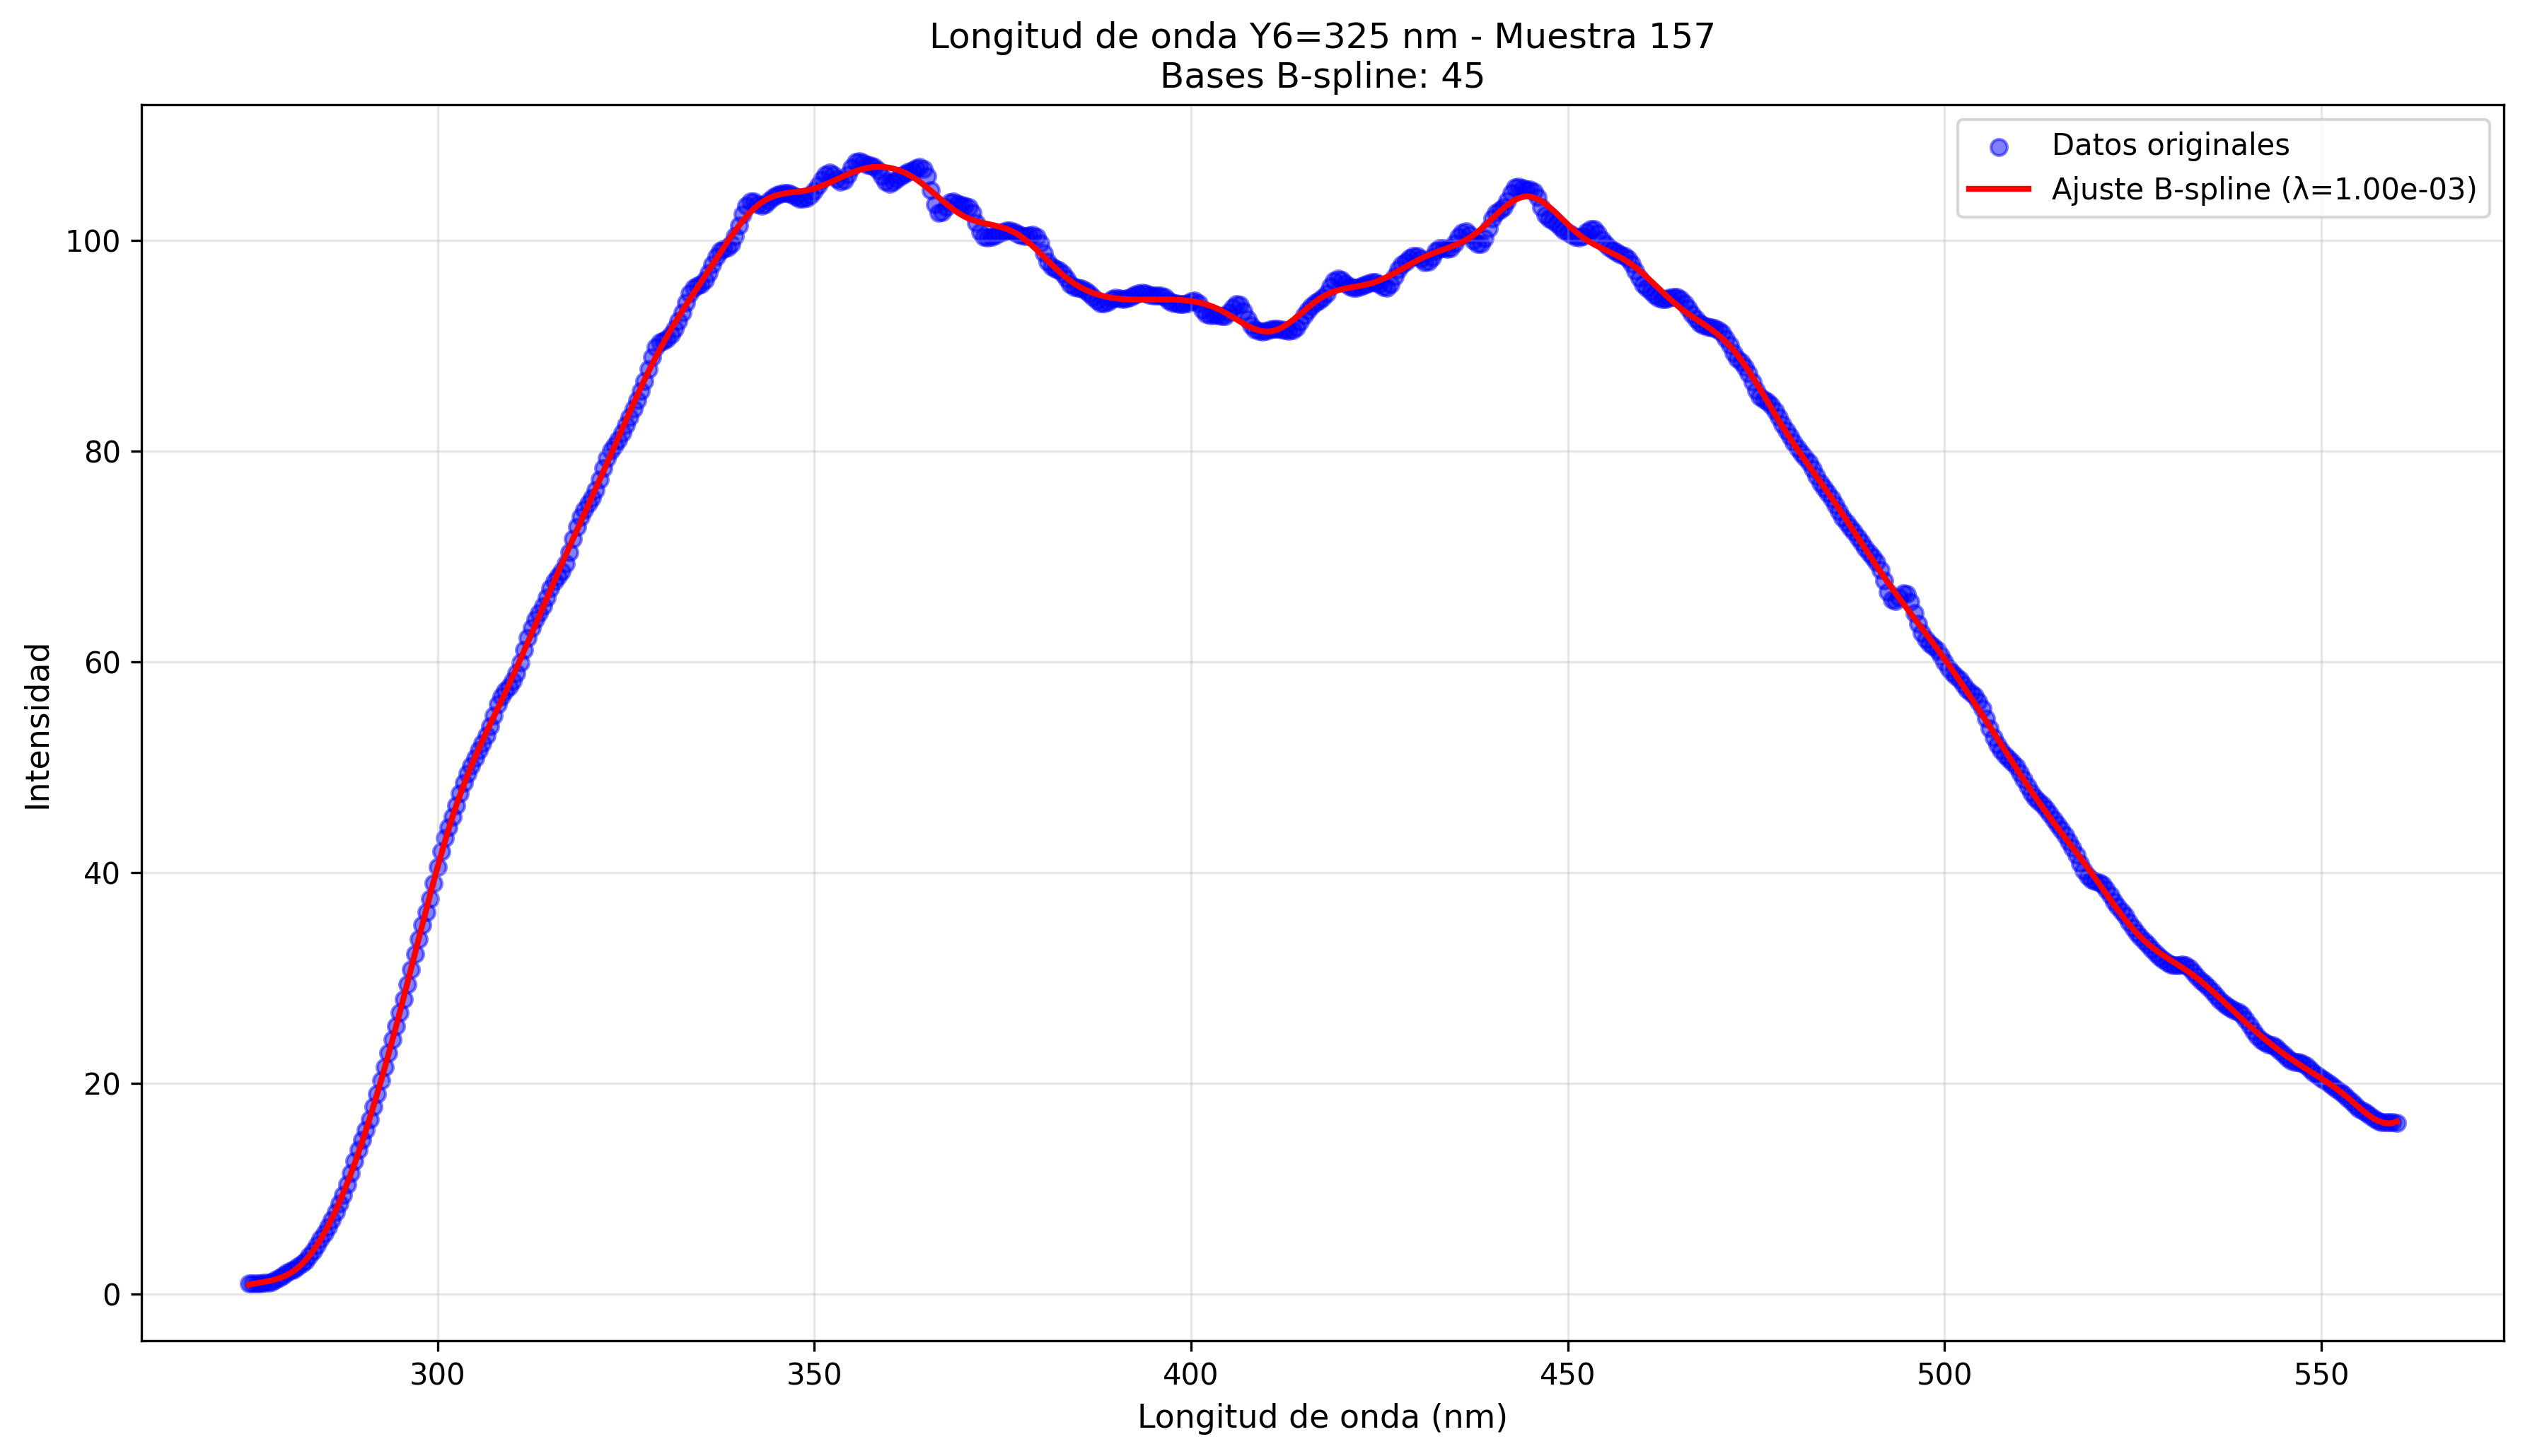 Longitud de onda Y6=325 nm - Muestra 157
Bases B-spline: 45
Datos originales
Ajuste B-spline (λ=1.00e-03)
Intensidad
100
80
60
40
20
0
300 350 400 450 500 550
Longitud de onda (nm)